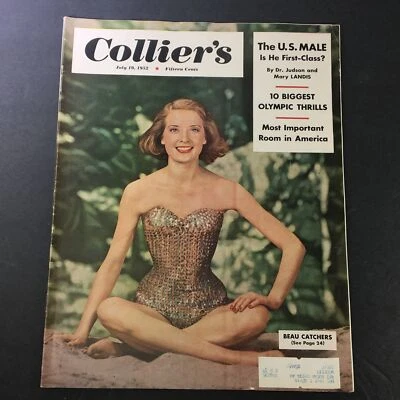 Collier's
July 19, 1952 ★ Fifteen Cents
The U.S. MALE
Is He First-Class?
By Dr. Judson and
Mary LANDIS
10 BIGGEST
OLYMPIC THRILLS
Most Important
Room in America
BEAU CATCHERS
(See Page 24)